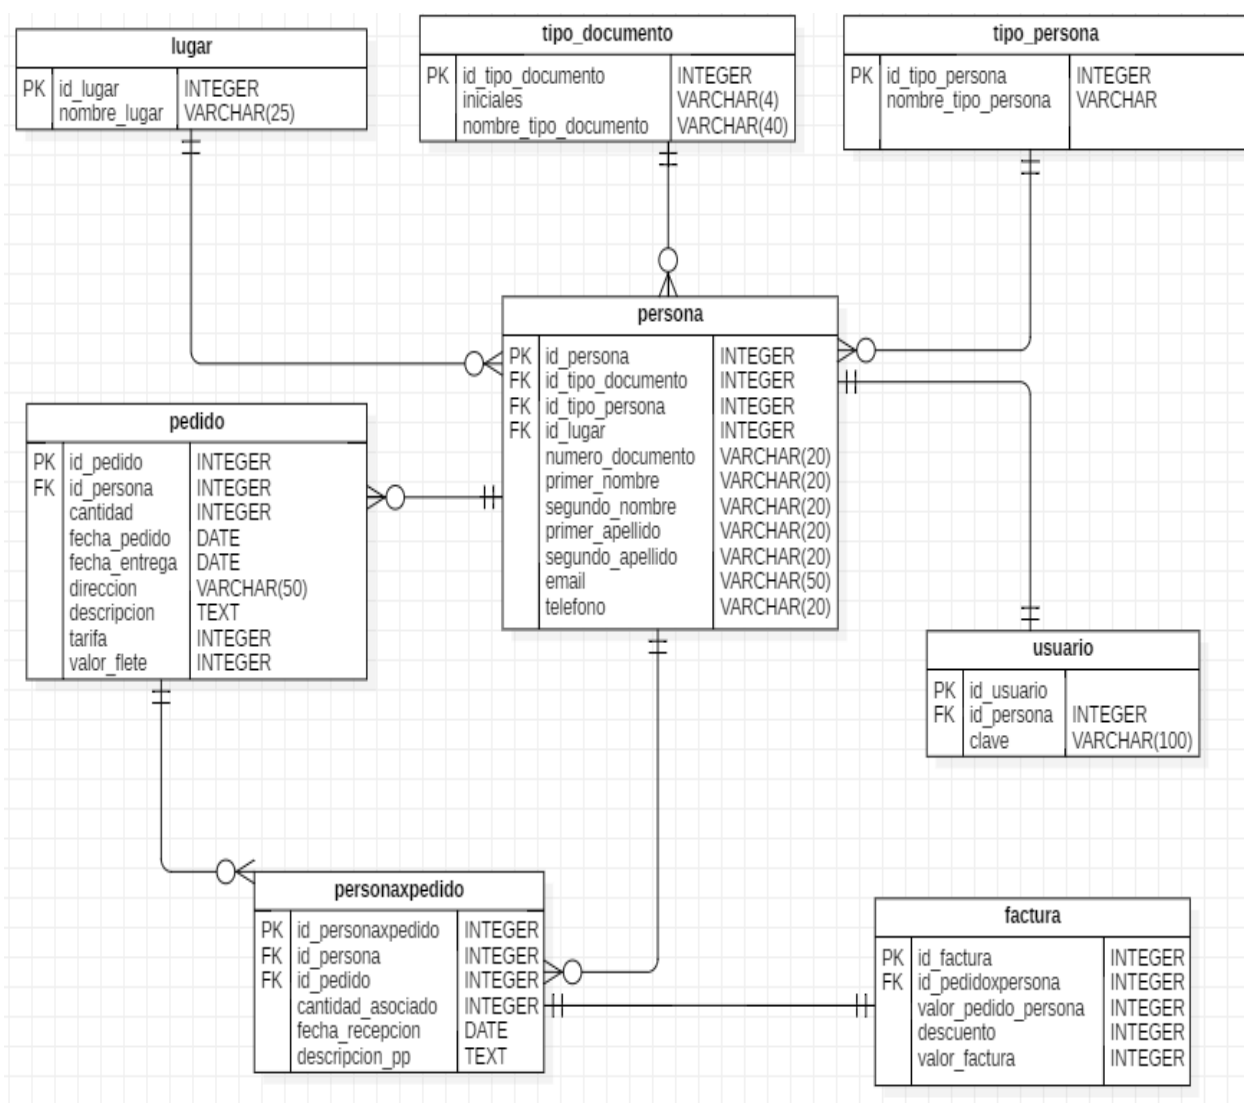 lugar
PK id_lugar INTEGER
nombre_lugar VARCHAR(25)
tipo_documento
PK id_tipo_documento INTEGER
iniciales VARCHAR(4)
nombre_tipo_documento VARCHAR(40)
tipo_persona
PK id_tipo_persona INTEGER
nombre_tipo_persona VARCHAR
persona
PK id_persona INTEGER
FK id_tipo_documento INTEGER
FK id_tipo_persona INTEGER
FK id_lugar INTEGER
numero_documento VARCHAR(20)
primer_nombre VARCHAR(20)
segundo_nombre VARCHAR(20)
primer_apellido VARCHAR(20)
segundo_apellido VARCHAR(20)
email VARCHAR(50)
telefono VARCHAR(20)
pedido
PK id_pedido INTEGER
FK id_persona INTEGER
cantidad INTEGER
fecha_pedido DATE
fecha_entrega DATE
direccion VARCHAR(50)
descripcion TEXT
tarifa INTEGER
valor_flete INTEGER
usuario
PK id_usuario
FK id_persona INTEGER
clave VARCHAR(100)
personaxpedido
PK id_personaxpedido INTEGER
FK id_persona INTEGER
FK id_pedido INTEGER
cantidad_asociado INTEGER
fecha_recepcion DATE
descripcion_pp TEXT
factura
PK id_factura INTEGER
FK id_pedidoxpersona INTEGER
valor_pedido_persona INTEGER
descuento INTEGER
valor_factura INTEGER